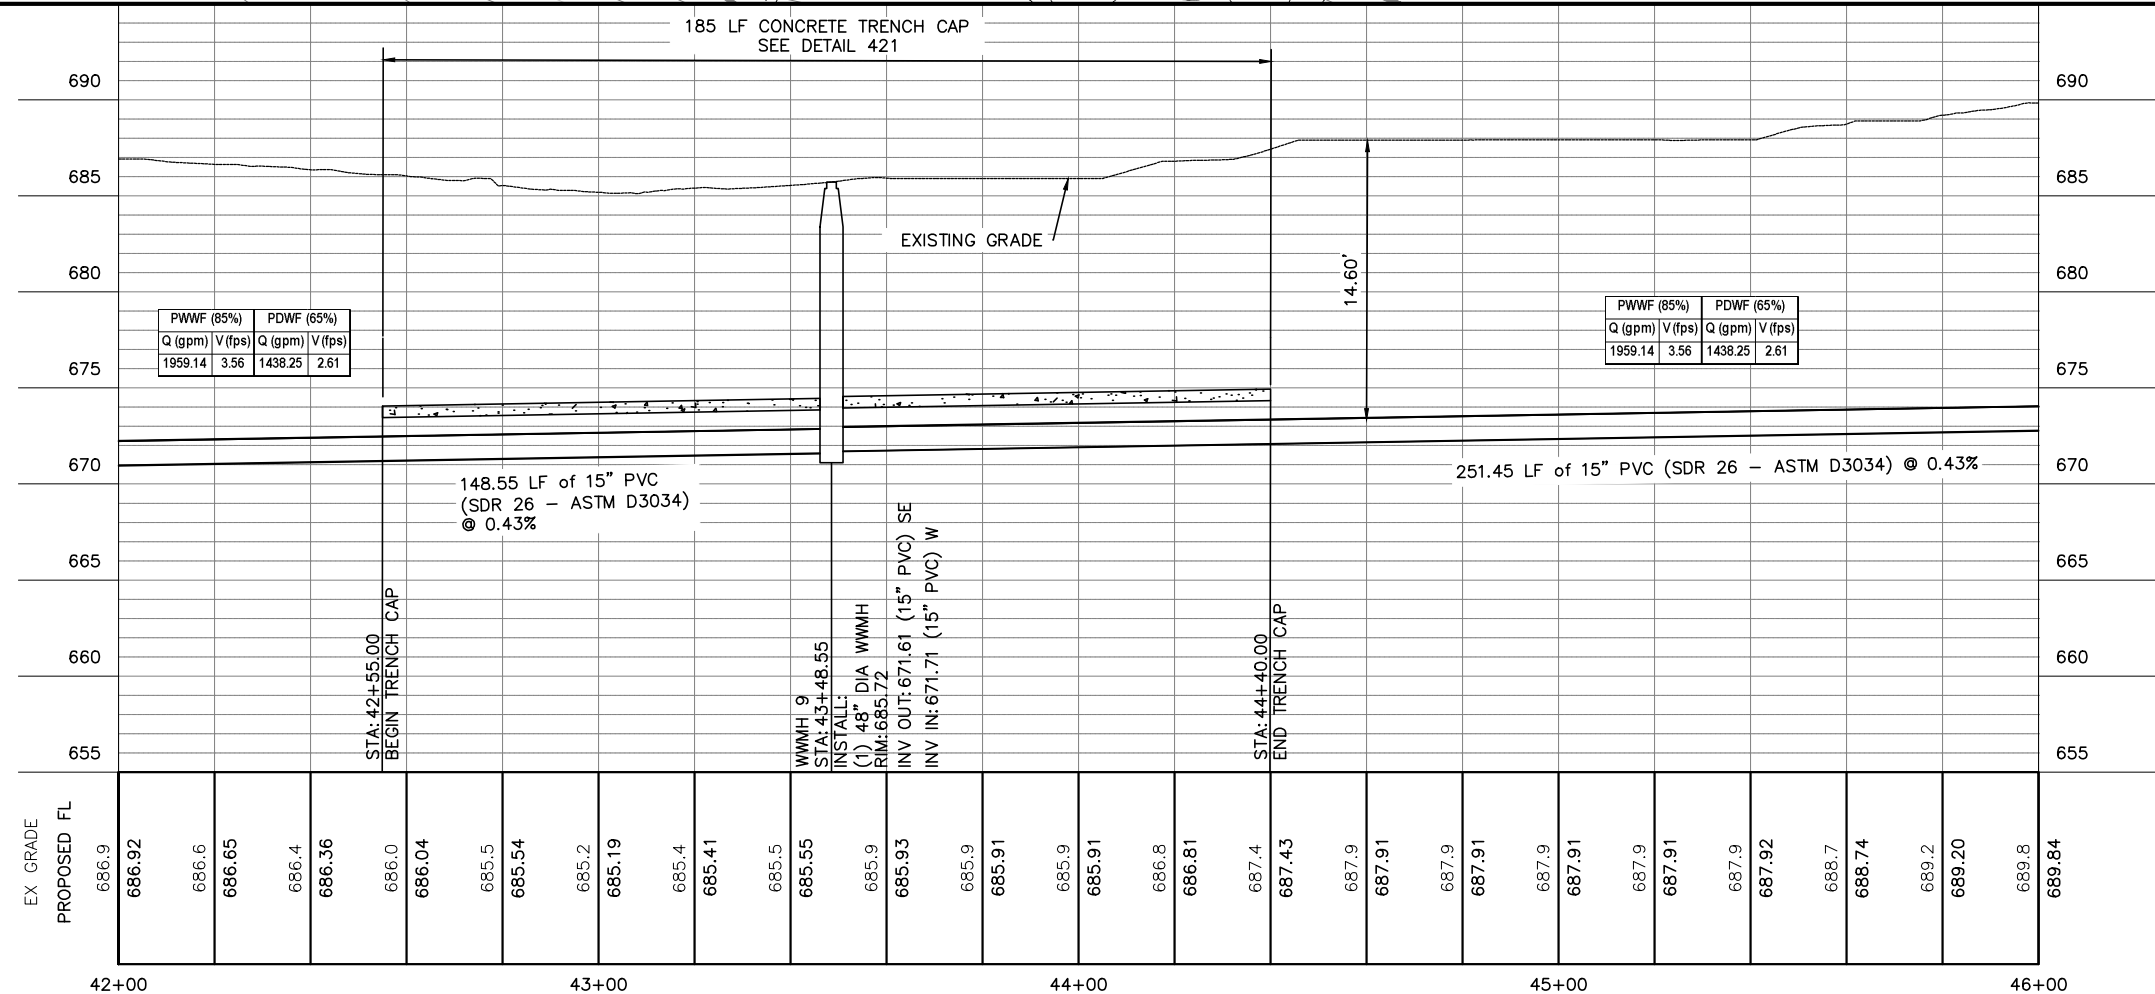 185 LF CONCRETE TRENCH CAP
SEE DETAIL 421
690
690
685
685
EXISTING GRADE
680
680
14.60'
PWWF (85%) PDWF (65%)
Q (gpm) V (fps) Q (gpm) V (fps)
1959.14 3.56 1438.25 2.61
PWWF (85%) PDWF (65%)
Q (gpm) V (fps) Q (gpm) V (fps)
1959.14 3.56 1438.25 2.61
675
675
670
670
148.55 LF of 15" PVC
(SDR 26 – ASTM D3034)
@ 0.43%
251.45 LF of 15" PVC (SDR 26 – ASTM D3034) @ 0.43%
665
665
660
660
655
655
STA: 42+55.00
BEGIN TRENCH CAP
WWMH 9
STA: 43+48.55
INSTALL:
(1) 48" DIA WWMH
RIM: 685.72
INV OUT: 671.61 (15" PVC) SE
INV IN: 671.71 (15" PVC) W
STA: 44+40.00
END TRENCH CAP
EX GRADE
PROPOSED FL
686.9
686.92
686.6
686.65
686.4
686.36
686.0
686.04
685.5
685.54
685.2
685.19
685.4
685.41
685.5
685.55
685.9
685.93
685.9
685.91
685.9
685.91
686.8
686.81
687.4
687.43
687.9
687.91
687.9
687.91
687.9
687.91
687.9
687.91
687.9
687.92
688.7
688.74
689.2
689.20
689.8
689.84
42+00
43+00
44+00
45+00
46+00